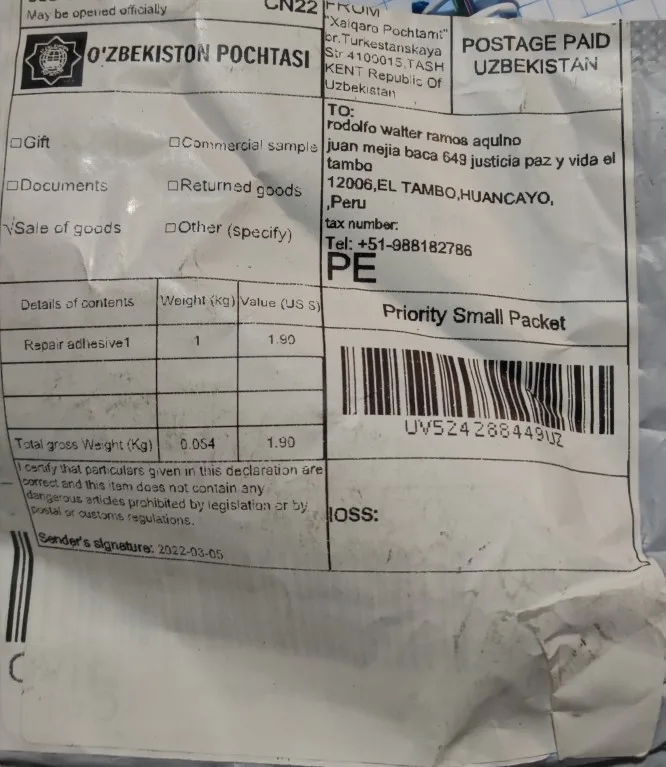 May be opened officially
CN22
O'ZBEKISTON POCHTASI
FROM
"Xalqaro Pochtamt"
br.Turkestanskaya
Str.4100015,TASH
KENT Republic Of
Uzbekistan
POSTAGE PAID
UZBEKISTAN
□Gift
□Commercial sample
□Documents
□Returned goods
√Sale of goods
□Other (specify)
TO:
rodolfo walter ramos aquino
juan mejia baca 649 justicia paz y vida el
tambo
12006,EL TAMBO,HUANCAYO,
,Peru
tax number:
Tel: +51-988182786
PE
Details of contents
Weight (kg)
Value (US $)
Repair adhesive1
1
1.90
Total gross Weight (Kg)
0.054
1.90
I certify that particulars given in this declaration are
correct and this item does not contain any
dangerous articles prohibited by legislation or by
postal or customs regulations.
Sender's signature: 2022-03-05
Priority Small Packet
UV524288449UZ
IOSS: